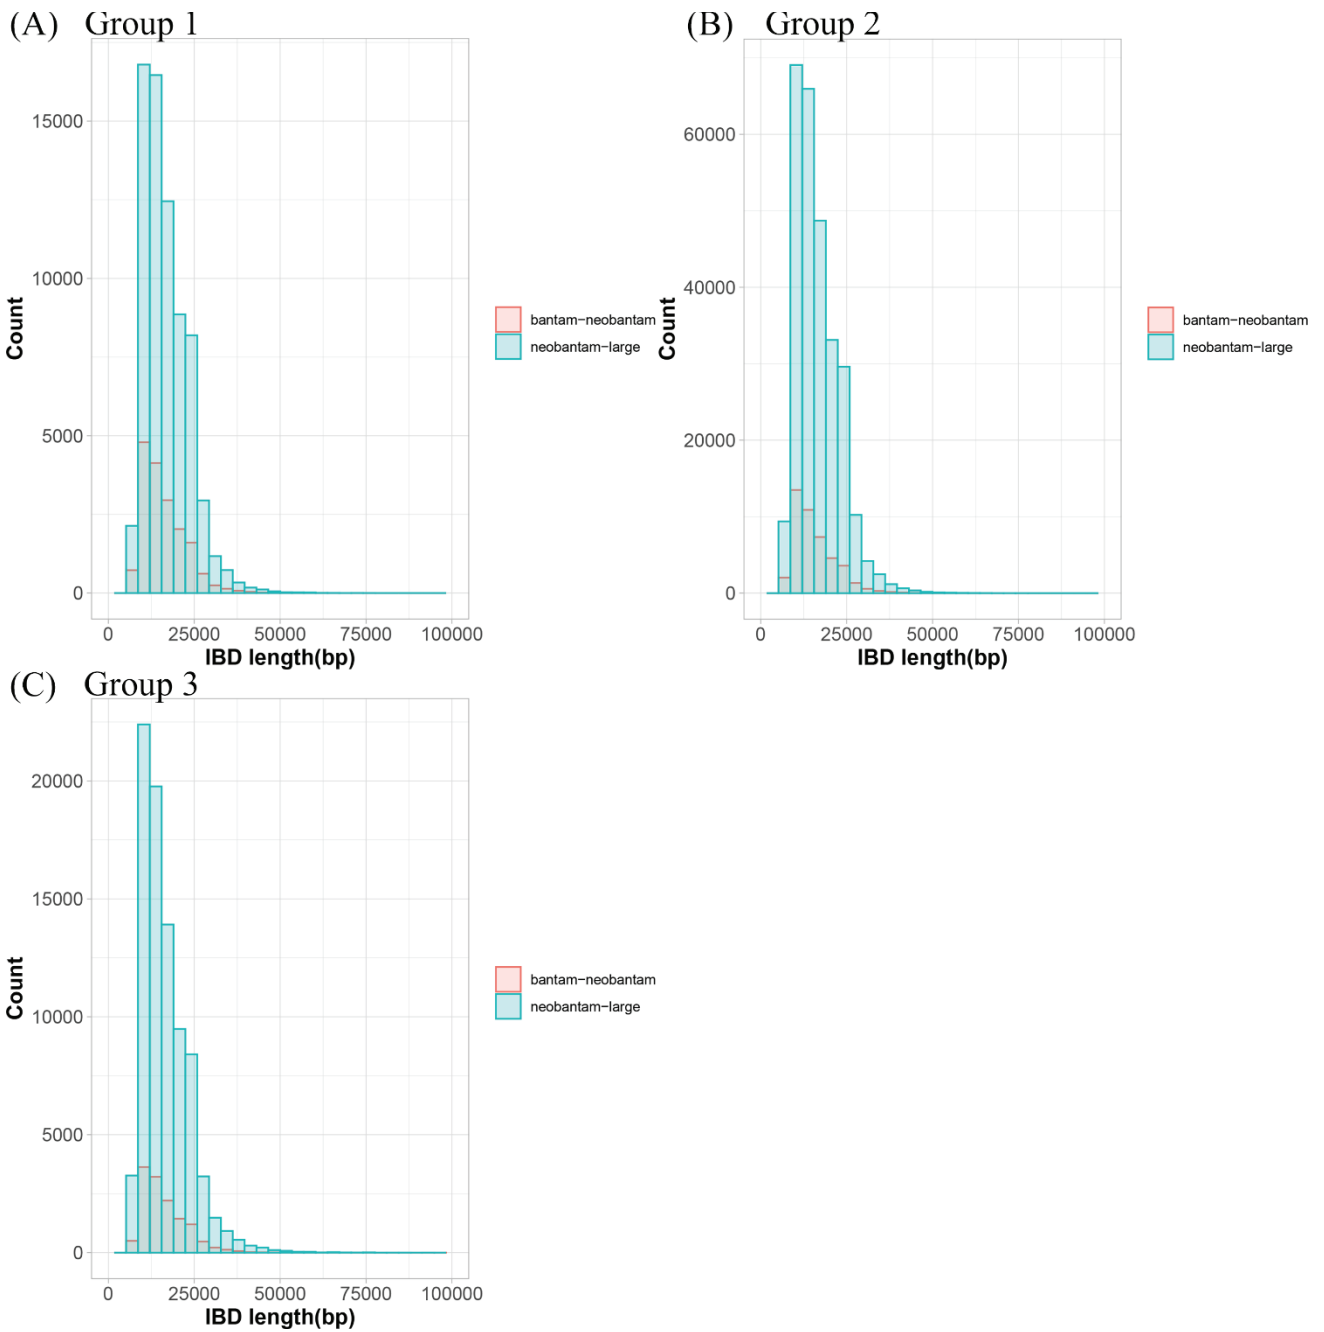 (A) Group 1
15000
10000
5000
0
Count
0 25000 50000 75000 100000
IBD length(bp)
bantam-neobantam
neobantam-large
(B) Group 2
60000
40000
20000
0
Count
0 25000 50000 75000 100000
IBD length(bp)
bantam-neobantam
neobantam-large
(C) Group 3
20000
15000
10000
5000
0
Count
0 25000 50000 75000 100000
IBD length(bp)
bantam-neobantam
neobantam-large